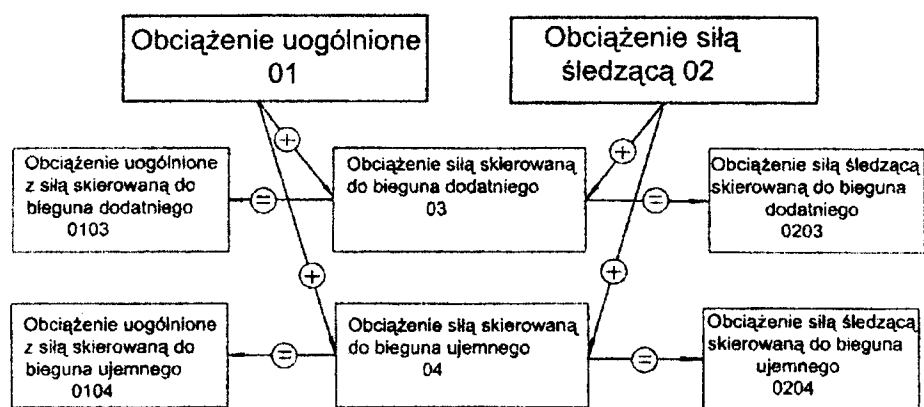 Obciążenie uogólnione
01
Obciążenie siłą
śledzącą 02
+
+
Obciążenie uogólnione
z siłą skierowaną do
bieguna dodatniego
0103
=
Obciążenie siłą skierowaną
do bieguna dodatniego
03
=
Obciążenie siłą śledzącą
skierowaną do bieguna
dodatniego
0203
+
+
Obciążenie uogólnione
z siłą skierowaną do
bieguna ujemnego
0104
=
Obciążenie siłą skierowaną
do bieguna ujemnego
04
=
Obciążenie siłą śledzącą
skierowaną do bieguna
ujemnego
0204